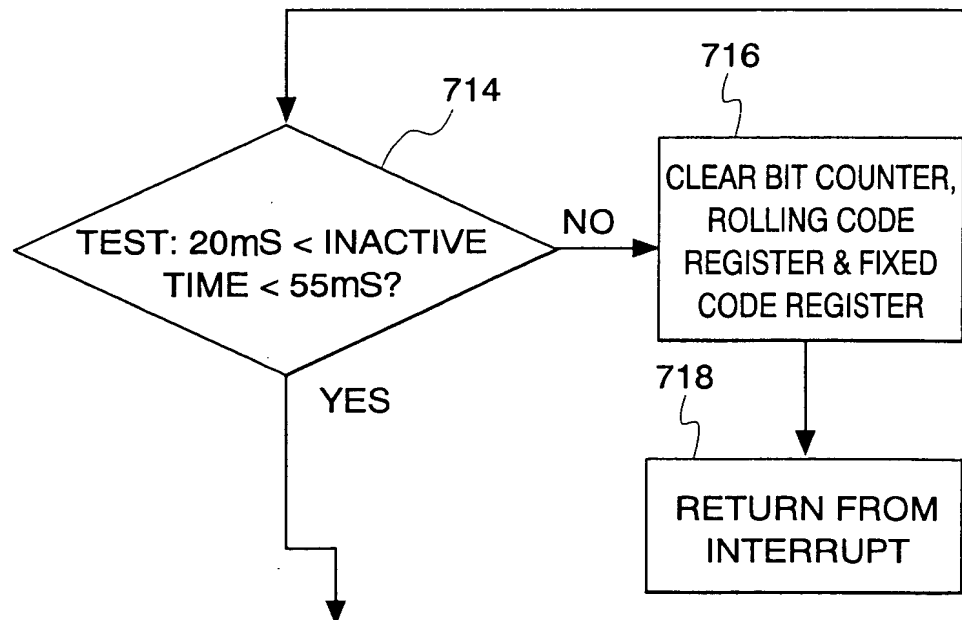 714
TEST: 20mS < INACTIVE
TIME < 55mS?
NO
YES
716
CLEAR BIT COUNTER,
ROLLING CODE
REGISTER & FIXED
CODE REGISTER
718
RETURN FROM
INTERRUPT